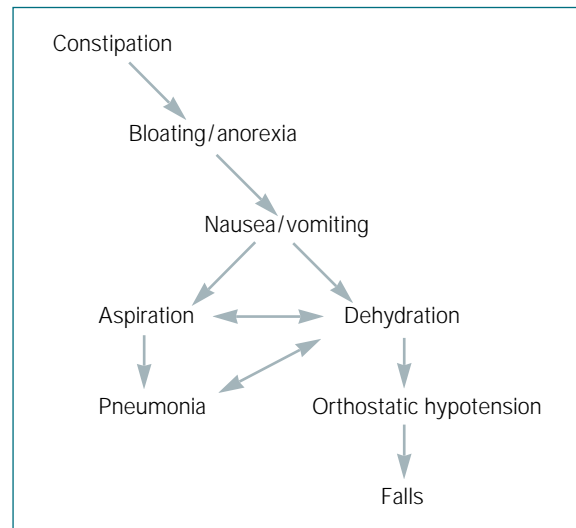 Constipation
Bloating/anorexia
Nausea/vomiting
Aspiration
Dehydration
Pneumonia
Orthostatic hypotension
Falls